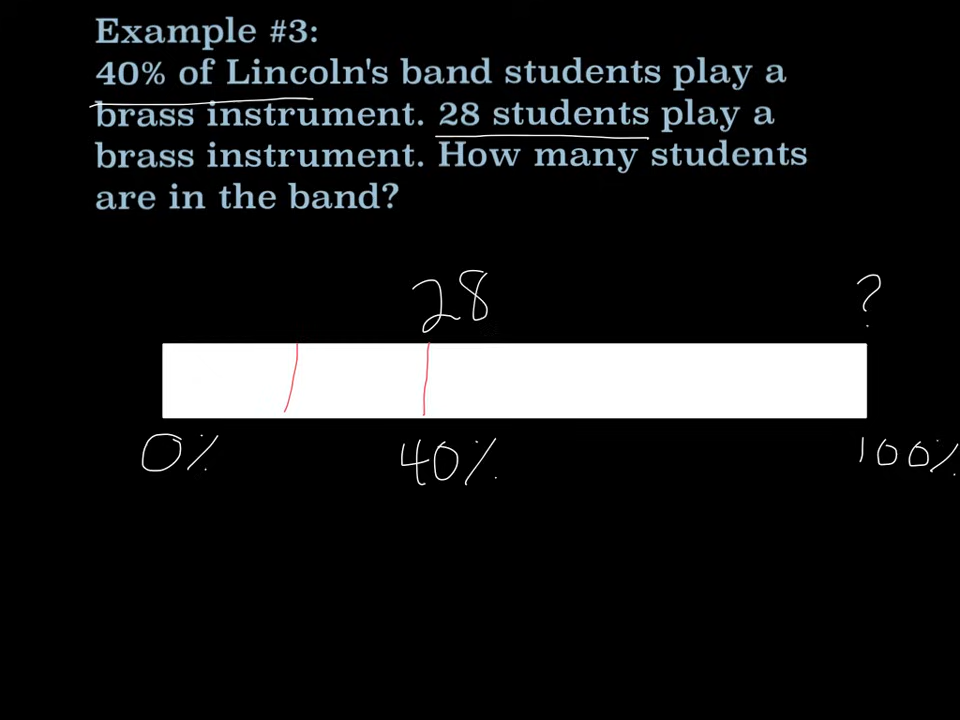 Example #3:
40% of Lincoln's band students play a
brass instrument. 28 students play a
brass instrument. How many students
are in the band?
28 ?
0% 40% 100%